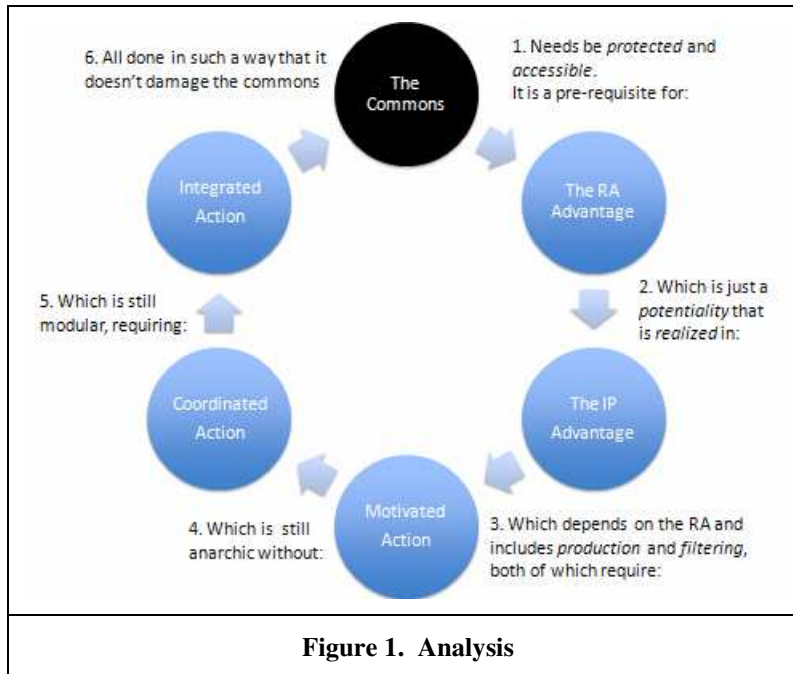 The
Commons
1. Needs be protected and
accessible.
It is a pre-requisite for:
The RA
Advantage
2. Which is just a
potentiality that
is realized in:
The IP
Advantage
3. Which depends on the RA and
includes production and filtering,
both of which require:
Motivated
Action
4. Which is still
anarchic without:
Coordinated
Action
5. Which is still
modular, requiring:
Integrated
Action
6. All done in such a way that it
doesn't damage the commons
Figure 1. Analysis